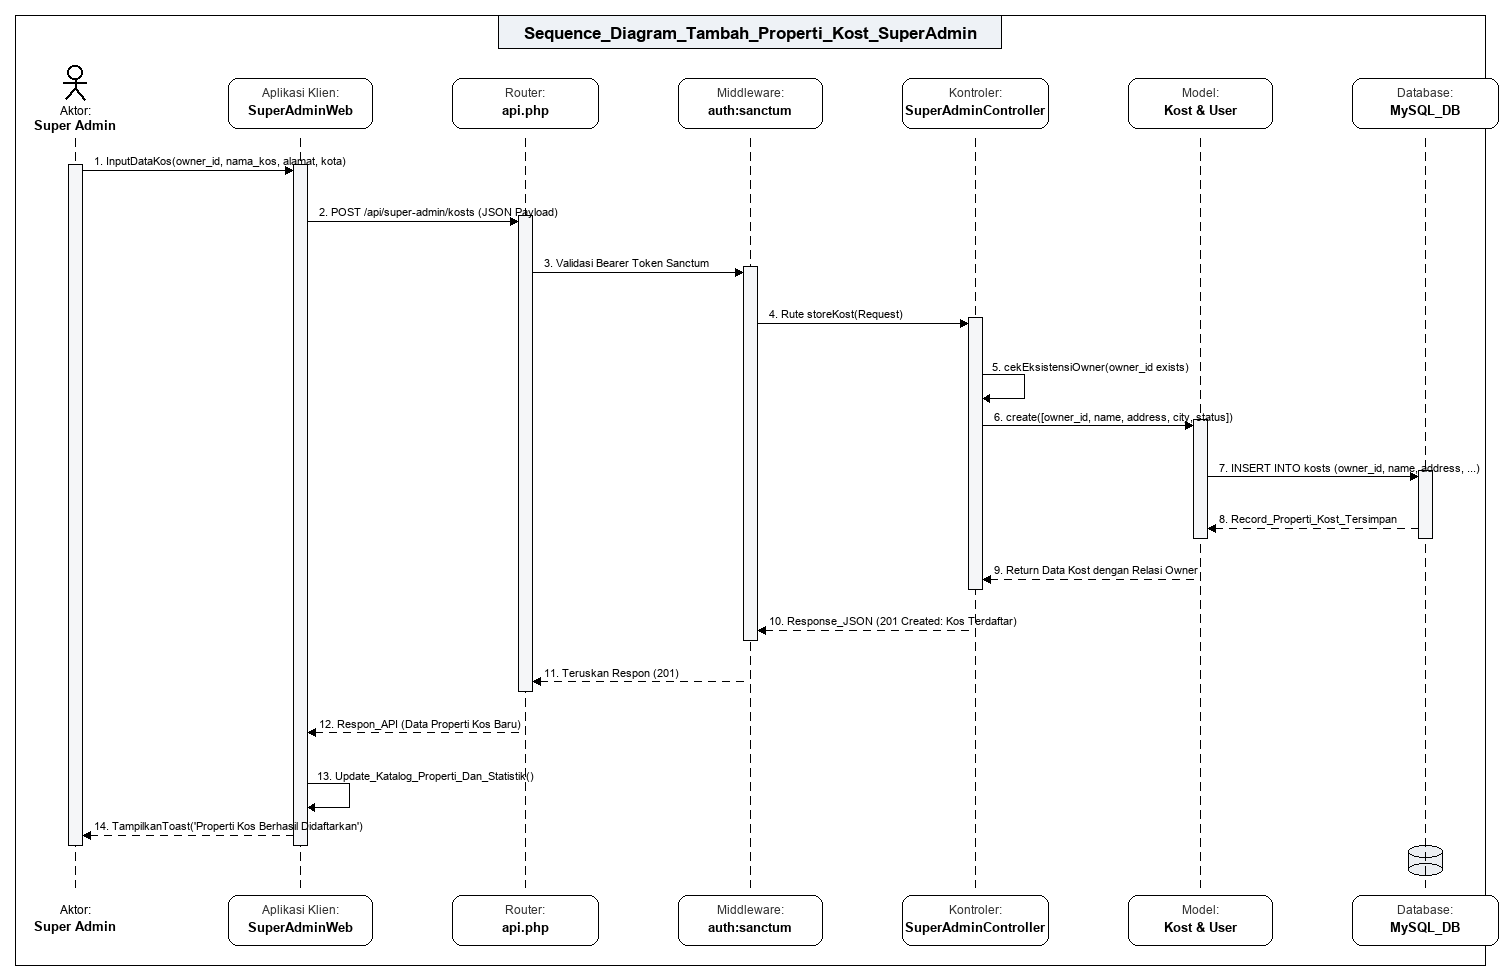 Sequence_Diagram_Tambah_Properti_Kost_SuperAdmin
Aktor:
Super Admin
Aplikasi Klien:
SuperAdminWeb
Router:
api.php
Middleware:
auth:sanctum
Kontroler:
SuperAdminController
Model:
Kost & User
Database:
MySQL_DB
1. InputDataKos(owner_id, nama_kos, alamat, kota)
2. POST /api/super-admin/kosts (JSON Payload)
3. Validasi Bearer Token Sanctum
4. Rute storeKost(Request)
5. cekEksistensiOwner(owner_id exists)
6. create([owner_id, name, address, city, status])
7. INSERT INTO kosts (owner_id, name, address, ...)
8. Record_Properti_Kost_Tersimpan
9. Return Data Kost dengan Relasi Owner
10. Response_JSON (201 Created: Kos Terdaftar)
11. Teruskan Respon (201)
12. Respon_API (Data Properti Kos Baru)
13. Update_Katalog_Properti_Dan_Statistik()
14. TampilkanToast('Properti Kos Berhasil Didaftarkan')
Aktor:
Super Admin
Aplikasi Klien:
SuperAdminWeb
Router:
api.php
Middleware:
auth:sanctum
Kontroler:
SuperAdminController
Model:
Kost & User
Database:
MySQL_DB